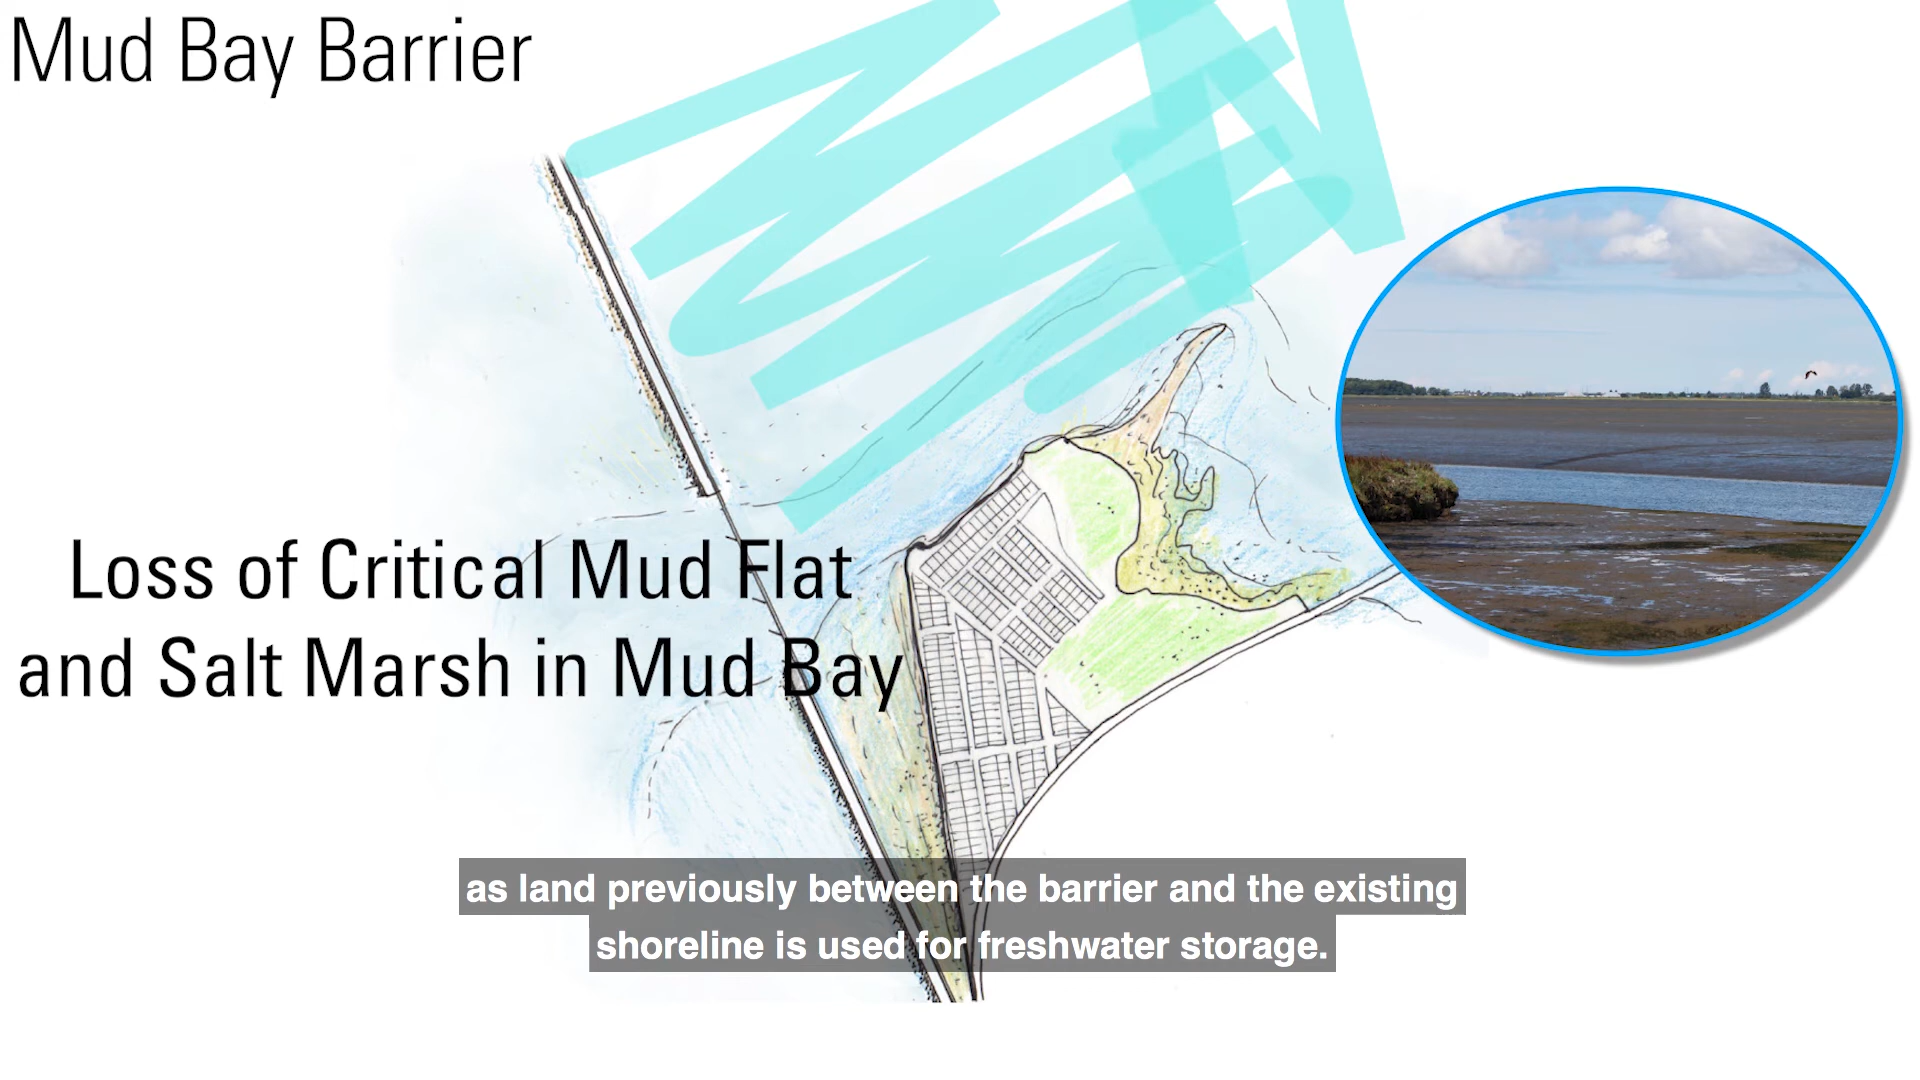 Mud Bay Barrier
Loss of Critical Mud Flat
and Salt Marsh in Mud Bay
as land previously between the barrier and the existing
shoreline is used for freshwater storage.